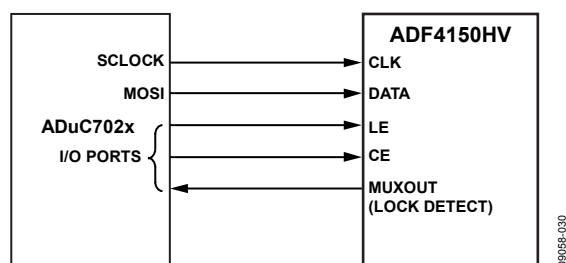 ADF4150HV
SCLOCK
CLK
MOSI
DATA
ADuC702x
LE
I/O PORTS
CE
MUXOUT
(LOCK DETECT)
09058-030